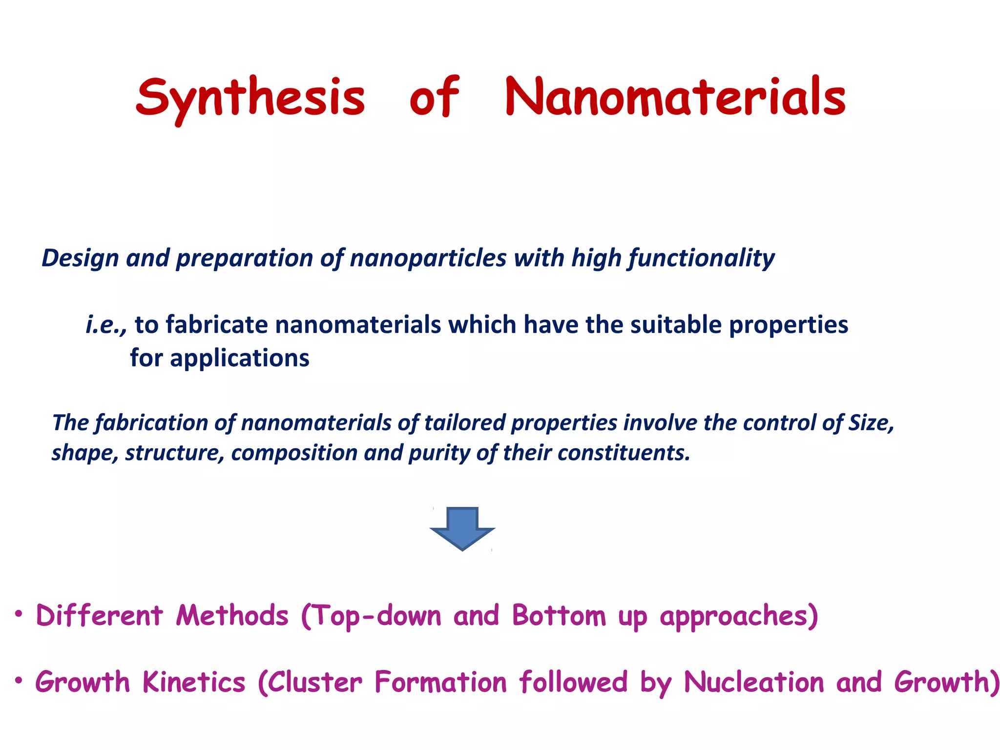 Synthesis of Nanomaterials
Design and preparation of nanoparticles with high functionality
i.e., to fabricate nanomaterials which have the suitable properties
for applications
The fabrication of nanomaterials of tailored properties involve the control of Size,
shape, structure, composition and purity of their constituents.
• Different Methods (Top-down and Bottom up approaches)
• Growth Kinetics (Cluster Formation followed by Nucleation and Growth)